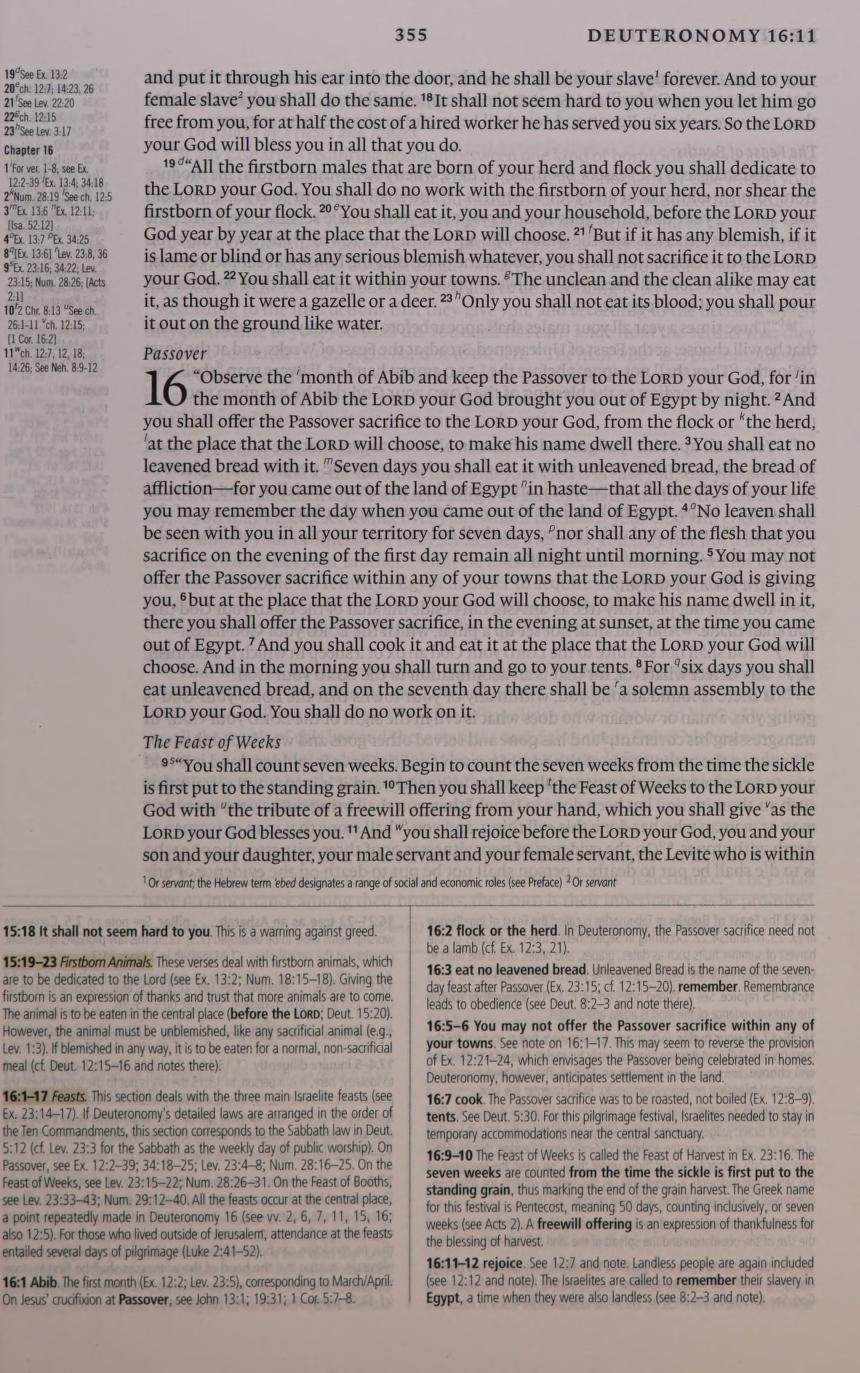 355 DEUTERONOMY 16:11
19 d See Ex. 13:2
20 e ch. 12:7; 14:23, 26
21 f See Lev. 22:20
22 g ch. 12:15
23 h See Lev. 3:17
Chapter 16
1 i For ver. 1-8, see Ex.
12:2-39 j Ex. 13:4; 34:18
2 k Num. 28:19 l See ch. 12:5
3 m Ex. 13:6 n Ex. 12:11;
[Isa. 52:12]
4 o Ex. 13:7 p Ex. 34:25
8 q [Ex. 13:6] r Lev. 23:8, 36
9 s Ex. 23:16; 34:22; Lev.
23:15; Num. 28:26; [Acts
2:1]
10 t 2 Chr. 8:13 u See ch.
26:1-11 v ch. 12:15;
[1 Cor. 16:2]
11 w ch. 12:7, 12, 18;
14:26; See Neh. 8:9-12
and put it through his ear into the door, and he shall be your slave¹ forever. And to your
female slave² you shall do the same. 18 It shall not seem hard to you when you let him go
free from you, for at half the cost of a hired worker he has served you six years. So the LORD
your God will bless you in all that you do.
19 d “All the firstborn males that are born of your herd and flock you shall dedicate to
the LORD your God. You shall do no work with the firstborn of your herd, nor shear the
firstborn of your flock. 20 e You shall eat it, you and your household, before the LORD your
God year by year at the place that the LORD will choose. 21 f But if it has any blemish, if it
is lame or blind or has any serious blemish whatever, you shall not sacrifice it to the LORD
your God. 22 You shall eat it within your towns. g The unclean and the clean alike may eat
it, as though it were a gazelle or a deer. 23 h Only you shall not eat its blood; you shall pour
it out on the ground like water.
Passover
16 “Observe the i month of Abib and keep the Passover to the LORD your God, for j in
the month of Abib the LORD your God brought you out of Egypt by night. 2 And
you shall offer the Passover sacrifice to the LORD your God, from the flock or k the herd,
l at the place that the LORD will choose, to make his name dwell there. 3 You shall eat no
leavened bread with it. m Seven days you shall eat it with unleavened bread, the bread of
affliction—for you came out of the land of Egypt n in haste—that all the days of your life
you may remember the day when you came out of the land of Egypt. 4 o No leaven shall
be seen with you in all your territory for seven days, p nor shall any of the flesh that you
sacrifice on the evening of the first day remain all night until morning. 5 You may not
offer the Passover sacrifice within any of your towns that the LORD your God is giving
you, 6 but at the place that the LORD your God will choose, to make his name dwell in it,
there you shall offer the Passover sacrifice, in the evening at sunset, at the time you came
out of Egypt. 7 And you shall cook it and eat it at the place that the LORD your God will
choose. And in the morning you shall turn and go to your tents. 8 For q six days you shall
eat unleavened bread, and on the seventh day there shall be r a solemn assembly to the
LORD your God. You shall do no work on it.
The Feast of Weeks
9 s “You shall count seven weeks. Begin to count the seven weeks from the time the sickle
is first put to the standing grain. 10 Then you shall keep t the Feast of Weeks to the LORD your
God with u the tribute of a freewill offering from your hand, which you shall give v as the
LORD your God blesses you. 11 And w you shall rejoice before the LORD your God, you and your
son and your daughter, your male servant and your female servant, the Levite who is within
¹ Or servant; the Hebrew term ‘ebed designates a range of social and economic roles (see Preface) ² Or servant
15:18 It shall not seem hard to you. This is a warning against greed.
15:19–23 Firstborn Animals. These verses deal with firstborn animals, which
are to be dedicated to the Lord (see Ex. 13:2; Num. 18:15–18). Giving the
firstborn is an expression of thanks and trust that more animals are to come.
The animal is to be eaten in the central place (before the LORD; Deut. 15:20).
However, the animal must be unblemished, like any sacrificial animal (e.g.,
Lev. 1:3). If blemished in any way, it is to be eaten for a normal, non-sacrificial
meal (cf. Deut. 12:15–16 and notes there).
16:1–17 Feasts. This section deals with the three main Israelite feasts (see
Ex. 23:14–17). If Deuteronomy's detailed laws are arranged in the order of
the Ten Commandments, this section corresponds to the Sabbath law in Deut.
5:12 (cf. Lev. 23:3 for the Sabbath as the weekly day of public worship). On
Passover, see Ex. 12:2–39; 34:18–25; Lev. 23:4–8; Num. 28:16–25. On the
Feast of Weeks, see Lev. 23:15–22; Num. 28:26–31. On the Feast of Booths,
see Lev. 23:33–43; Num. 29:12–40. All the feasts occur at the central place,
a point repeatedly made in Deuteronomy 16 (see vv. 2, 6, 7, 11, 15, 16;
also 12:5). For those who lived outside of Jerusalem, attendance at the feasts
entailed several days of pilgrimage (Luke 2:41–52).
16:1 Abib. The first month (Ex. 12:2; Lev. 23:5), corresponding to March/April.
On Jesus' crucifixion at Passover, see John 13:1; 19:31; 1 Cor. 5:7–8.
16:2 flock or the herd. In Deuteronomy, the Passover sacrifice need not
be a lamb (cf. Ex. 12:3, 21).
16:3 eat no leavened bread. Unleavened Bread is the name of the seven-
day feast after Passover (Ex. 23:15; cf. 12:15–20). remember. Remembrance
leads to obedience (see Deut. 8:2–3 and note there).
16:5–6 You may not offer the Passover sacrifice within any of
your towns. See note on 16:1–17. This may seem to reverse the provision
of Ex. 12:21–24, which envisages the Passover being celebrated in homes.
Deuteronomy, however, anticipates settlement in the land.
16:7 cook. The Passover sacrifice was to be roasted, not boiled (Ex. 12:8–9).
tents. See Deut. 5:30. For this pilgrimage festival, Israelites needed to stay in
temporary accommodations near the central sanctuary.
16:9–10 The Feast of Weeks is called the Feast of Harvest in Ex. 23:16. The
seven weeks are counted from the time the sickle is first put to the
standing grain, thus marking the end of the grain harvest. The Greek name
for this festival is Pentecost, meaning 50 days, counting inclusively, or seven
weeks (see Acts 2). A freewill offering is an expression of thankfulness for
the blessing of harvest.
16:11–12 rejoice. See 12:7 and note. Landless people are again included
(see 12:12 and note). The Israelites are called to remember their slavery in
Egypt, a time when they were also landless (see 8:2–3 and note).